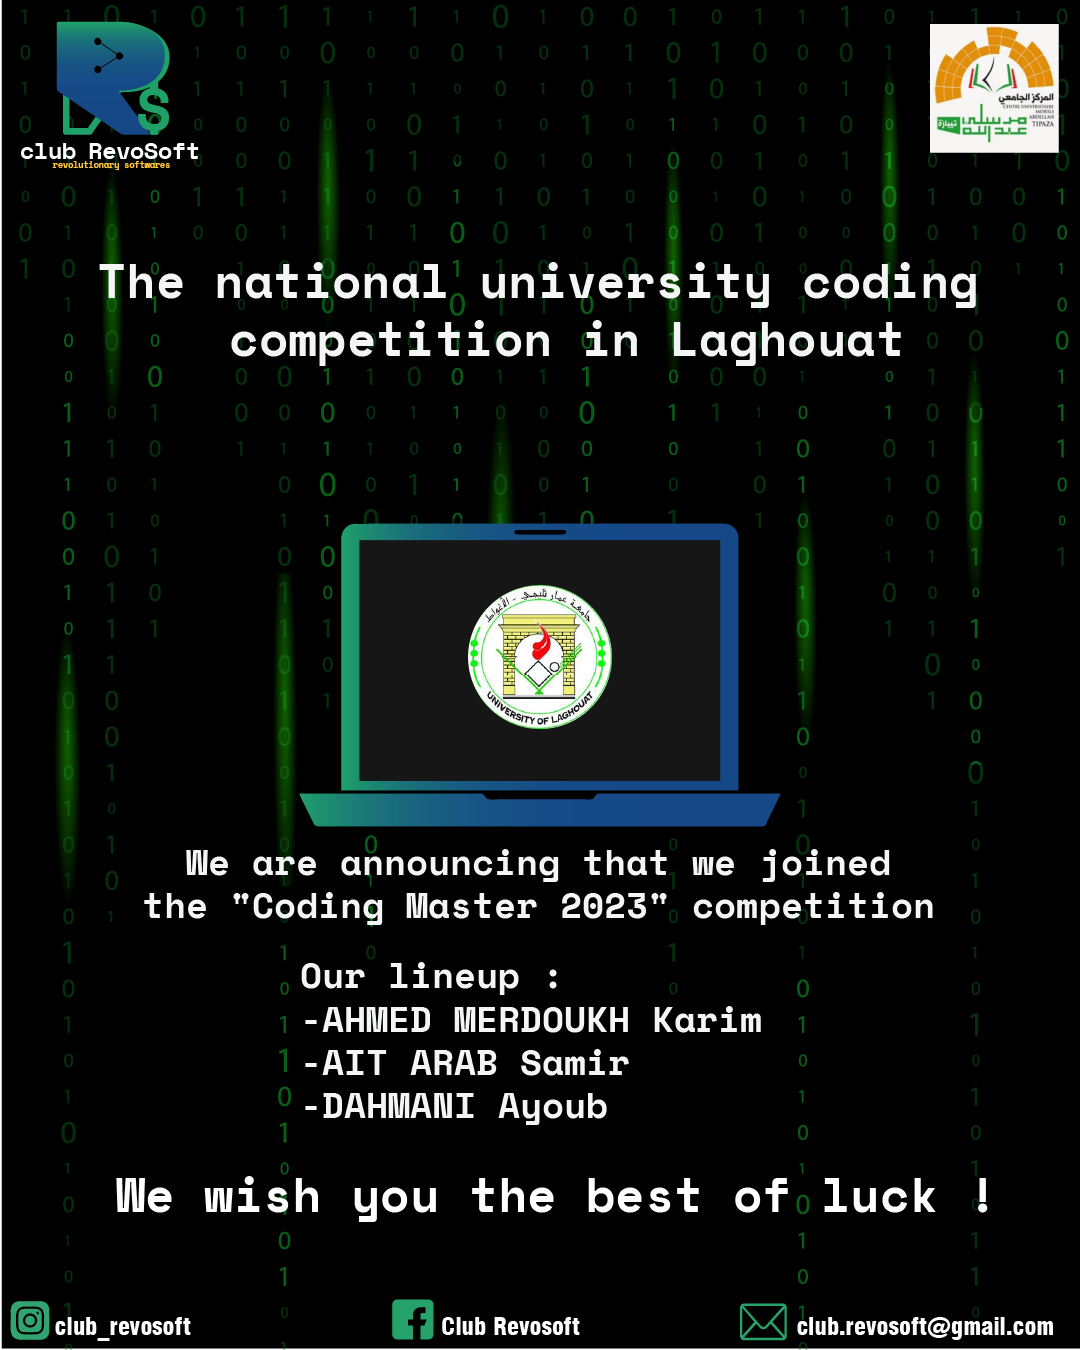 club RevoSoft
revolutionary softwares
المركز الجامعي
CENTRE UNIVERSITAIRE
MORSLI
ABDELLAH
TIPAZA
مرسلي
عبد الله
تيبازة
The national university coding
competition in Laghouat
جامعة عمار ثليجي - الأغواط
UNIVERSITY OF LAGHOUAT
We are announcing that we joined
the "Coding Master 2023" competition
Our lineup :
-AHMED MERDOUKH Karim
-AIT ARAB Samir
-DAHMANI Ayoub
We wish you the best of luck !
club_revosoft
Club Revosoft
club.revosoft@gmail.com